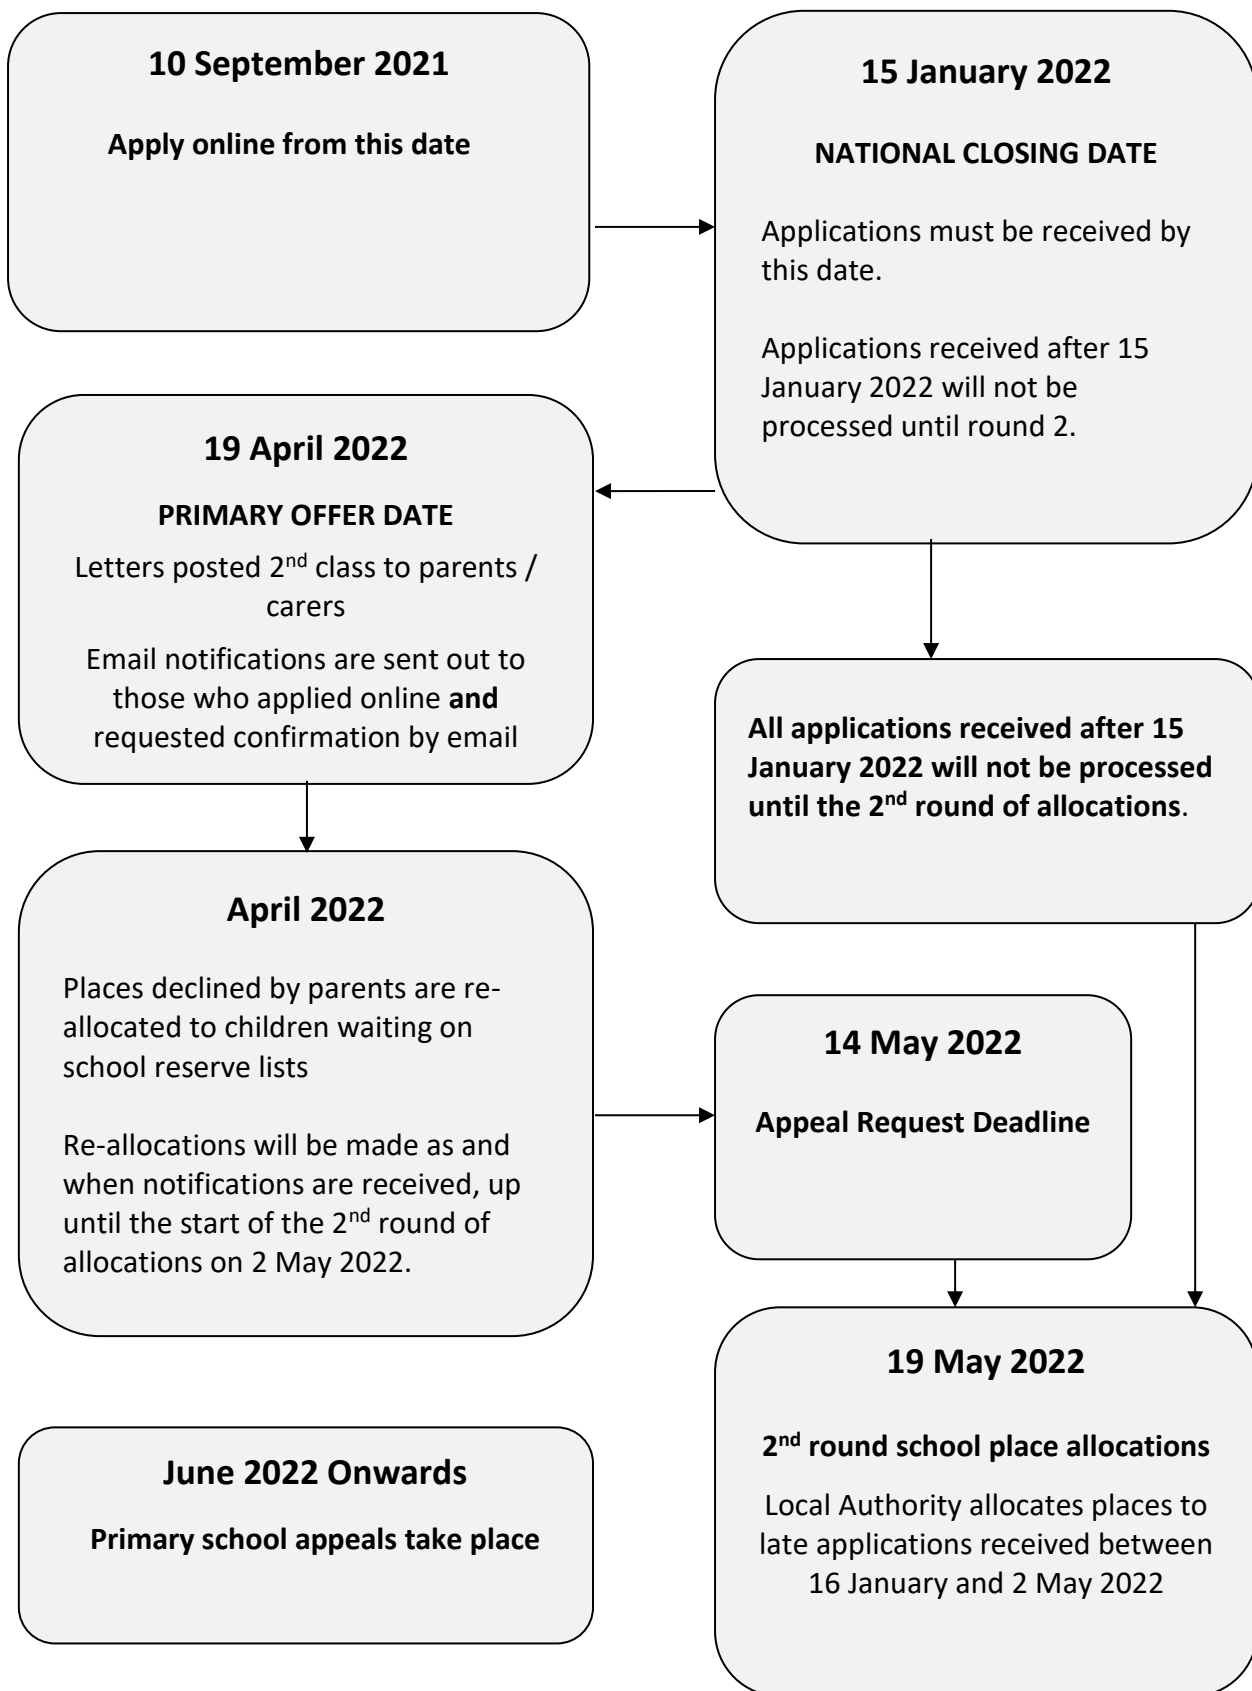 10 September 2021
Apply online from this date
15 January 2022
NATIONAL CLOSING DATE
Applications must be received by
this date.
Applications received after 15
January 2022 will not be
processed until round 2.
19 April 2022
PRIMARY OFFER DATE
Letters posted 2nd class to parents /
carers
Email notifications are sent out to
those who applied online and
requested confirmation by email
All applications received after 15
January 2022 will not be processed
until the 2nd round of allocations.
April 2022
Places declined by parents are re-
allocated to children waiting on
school reserve lists
Re-allocations will be made as and
when notifications are received, up
until the start of the 2nd round of
allocations on 2 May 2022.
14 May 2022
Appeal Request Deadline
19 May 2022
2nd round school place allocations
Local Authority allocates places to
late applications received between
16 January and 2 May 2022
June 2022 Onwards
Primary school appeals take place